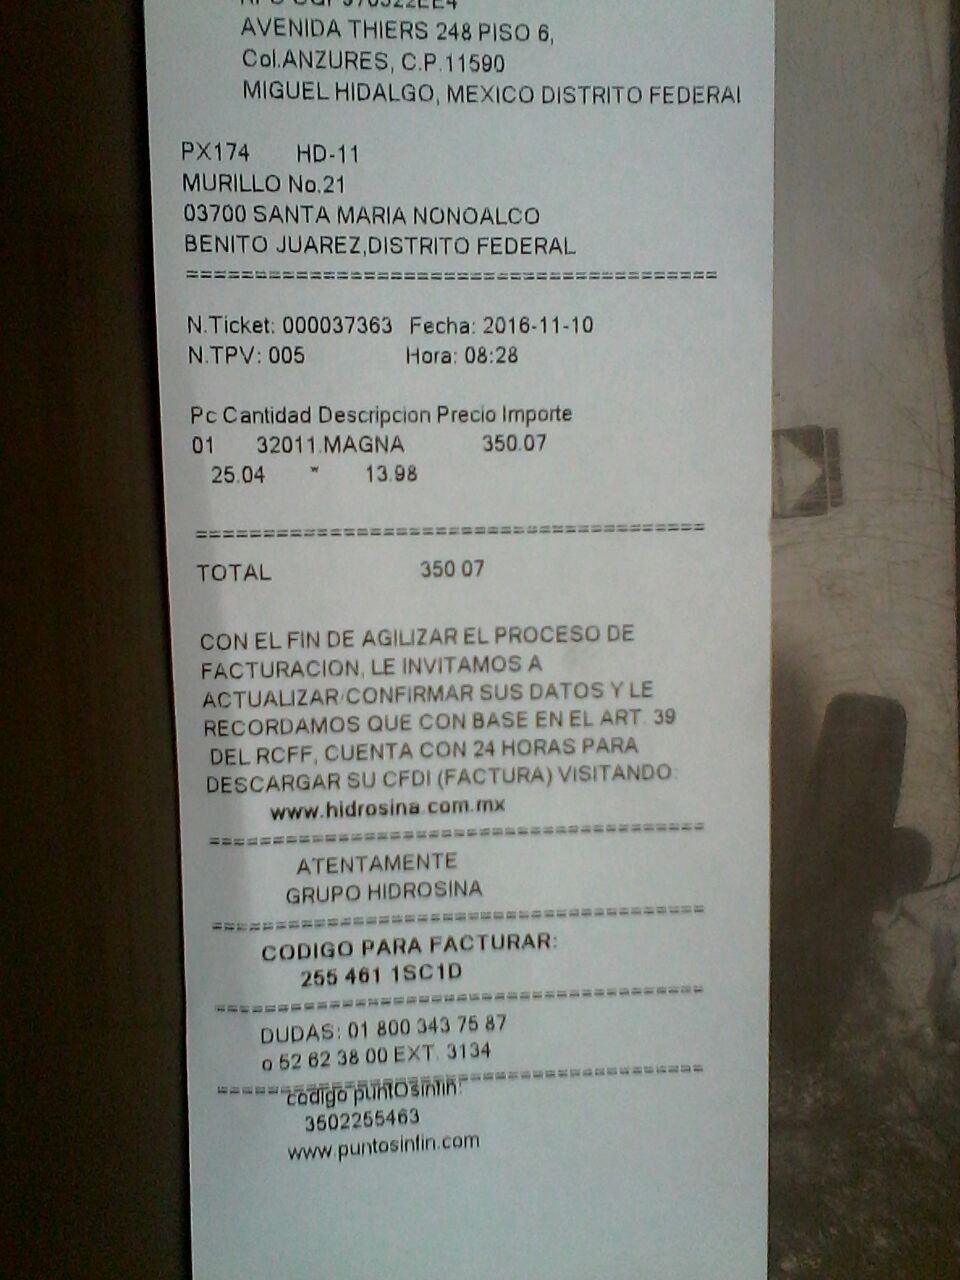 AVENIDA THIERS 248 PISO 6,
Col.ANZURES, C.P.11590
MIGUEL HIDALGO, MEXICO DISTRITO FEDERAl
PX174 HD-11
MURILLO No.21
03700 SANTA MARIA NONOALCO
BENITO JUAREZ,DISTRITO FEDERAL
=======================================
N.Ticket: 000037363 Fecha: 2016-11-10
N.TPV: 005 Hora: 08:28
Pc Cantidad Descripcion Precio Importe
01 32011.MAGNA 350.07
25.04 * 13.98
=======================================
TOTAL 350.07
CON EL FIN DE AGILIZAR EL PROCESO DE
FACTURACION, LE INVITAMOS A
ACTUALIZAR/CONFIRMAR SUS DATOS Y LE
RECORDAMOS QUE CON BASE EN EL ART. 39
DEL RCFF, CUENTA CON 24 HORAS PARA
DESCARGAR SU CFDI (FACTURA) VISITANDO:
www.hidrosina.com.mx
=======================================
ATENTAMENTE
GRUPO HIDROSINA
=======================================
CODIGO PARA FACTURAR:
255 461 1SC1D
=======================================
DUDAS: 01 800 343 75 87
o 52 62 38 00 EXT. 3134
=======================================
codigo puntOsinfin:
3502255463
www.puntosinfin.com